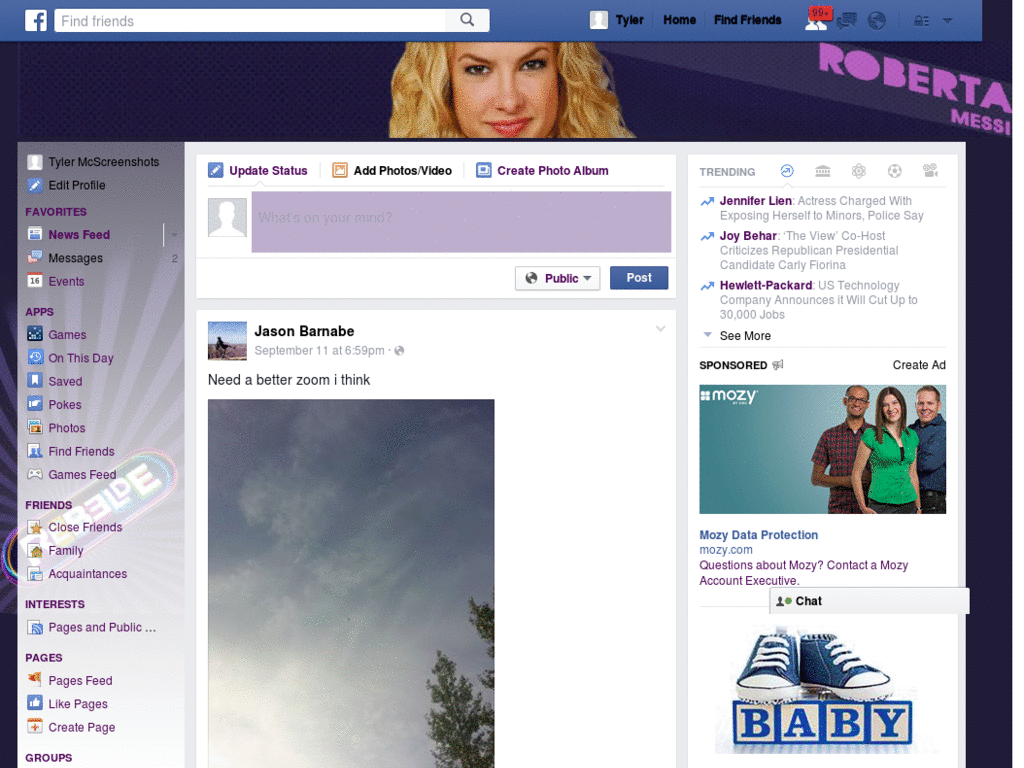 f
Find friends
Tyler
Home
Find Friends
99+
ROBERTA
MESSI
Tyler McScreenshots
Edit Profile
FAVORITES
News Feed
Messages 2
16 Events
APPS
Games
On This Day
Saved
Pokes
Photos
Find Friends
Games Feed
REBELDE
FRIENDS
Close Friends
Family
Acquaintances
INTERESTS
Pages and Public ...
PAGES
Pages Feed
Like Pages
Create Page
GROUPS
Update Status
Add Photos/Video
Create Photo Album
What's on your mind?
Public
Post
Jason Barnabe
September 11 at 6:59pm ·
Need a better zoom i think
TRENDING
Jennifer Lien: Actress Charged With
Exposing Herself to Minors, Police Say
Joy Behar: ‘The View’ Co-Host
Criticizes Republican Presidential
Candidate Carly Fiorina
Hewlett-Packard: US Technology
Company Announces it Will Cut Up to
30,000 Jobs
See More
SPONSORED
Create Ad
mozy
Mozy Data Protection
mozy.com
Questions about Mozy? Contact a Mozy
Account Executive.
Chat
BABY